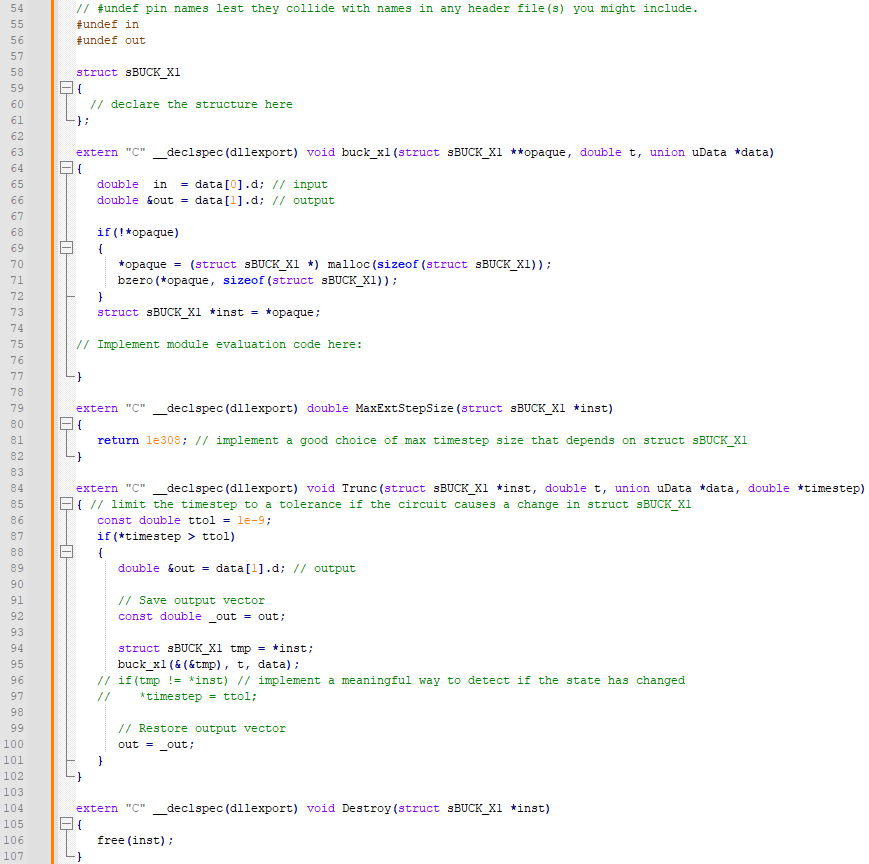 54 // #undef pin names lest they collide with names in any header file(s) you might include.
55 #undef in
56 #undef out
57
58 struct sBUCK_X1
59 {
60 // declare the structure here
61 };
62
63 extern "C" __declspec(dllexport) void buck_x1(struct sBUCK_X1 **opaque, double t, union uData *data)
64 {
65 double in = data[0].d; // input
66 double &out = data[1].d; // output
67
68 if(!*opaque)
69 {
70 *opaque = (struct sBUCK_X1 *) malloc(sizeof(struct sBUCK_X1));
71 bzero(*opaque, sizeof(struct sBUCK_X1));
72 }
73 struct sBUCK_X1 *inst = *opaque;
74
75 // Implement module evaluation code here:
76
77 }
78
79 extern "C" __declspec(dllexport) double MaxExtStepSize(struct sBUCK_X1 *inst)
80 {
81 return 1e308; // implement a good choice of max timestep size that depends on struct sBUCK_X1
82 }
83
84 extern "C" __declspec(dllexport) void Trunc(struct sBUCK_X1 *inst, double t, union uData *data, double *timestep)
85 { // limit the timestep to a tolerance if the circuit causes a change in struct sBUCK_X1
86 const double ttol = 1e-9;
87 if(*timestep > ttol)
88 {
89 double &out = data[1].d; // output
90
91 // Save output vector
92 const double _out = out;
93
94 struct sBUCK_X1 tmp = *inst;
95 buck_x1(&(&tmp), t, data);
96 // if(tmp != *inst) // implement a meaningful way to detect if the state has changed
97 // *timestep = ttol;
98
99 // Restore output vector
100 out = _out;
101 }
102 }
103
104 extern "C" __declspec(dllexport) void Destroy(struct sBUCK_X1 *inst)
105 {
106 free(inst);
107 }